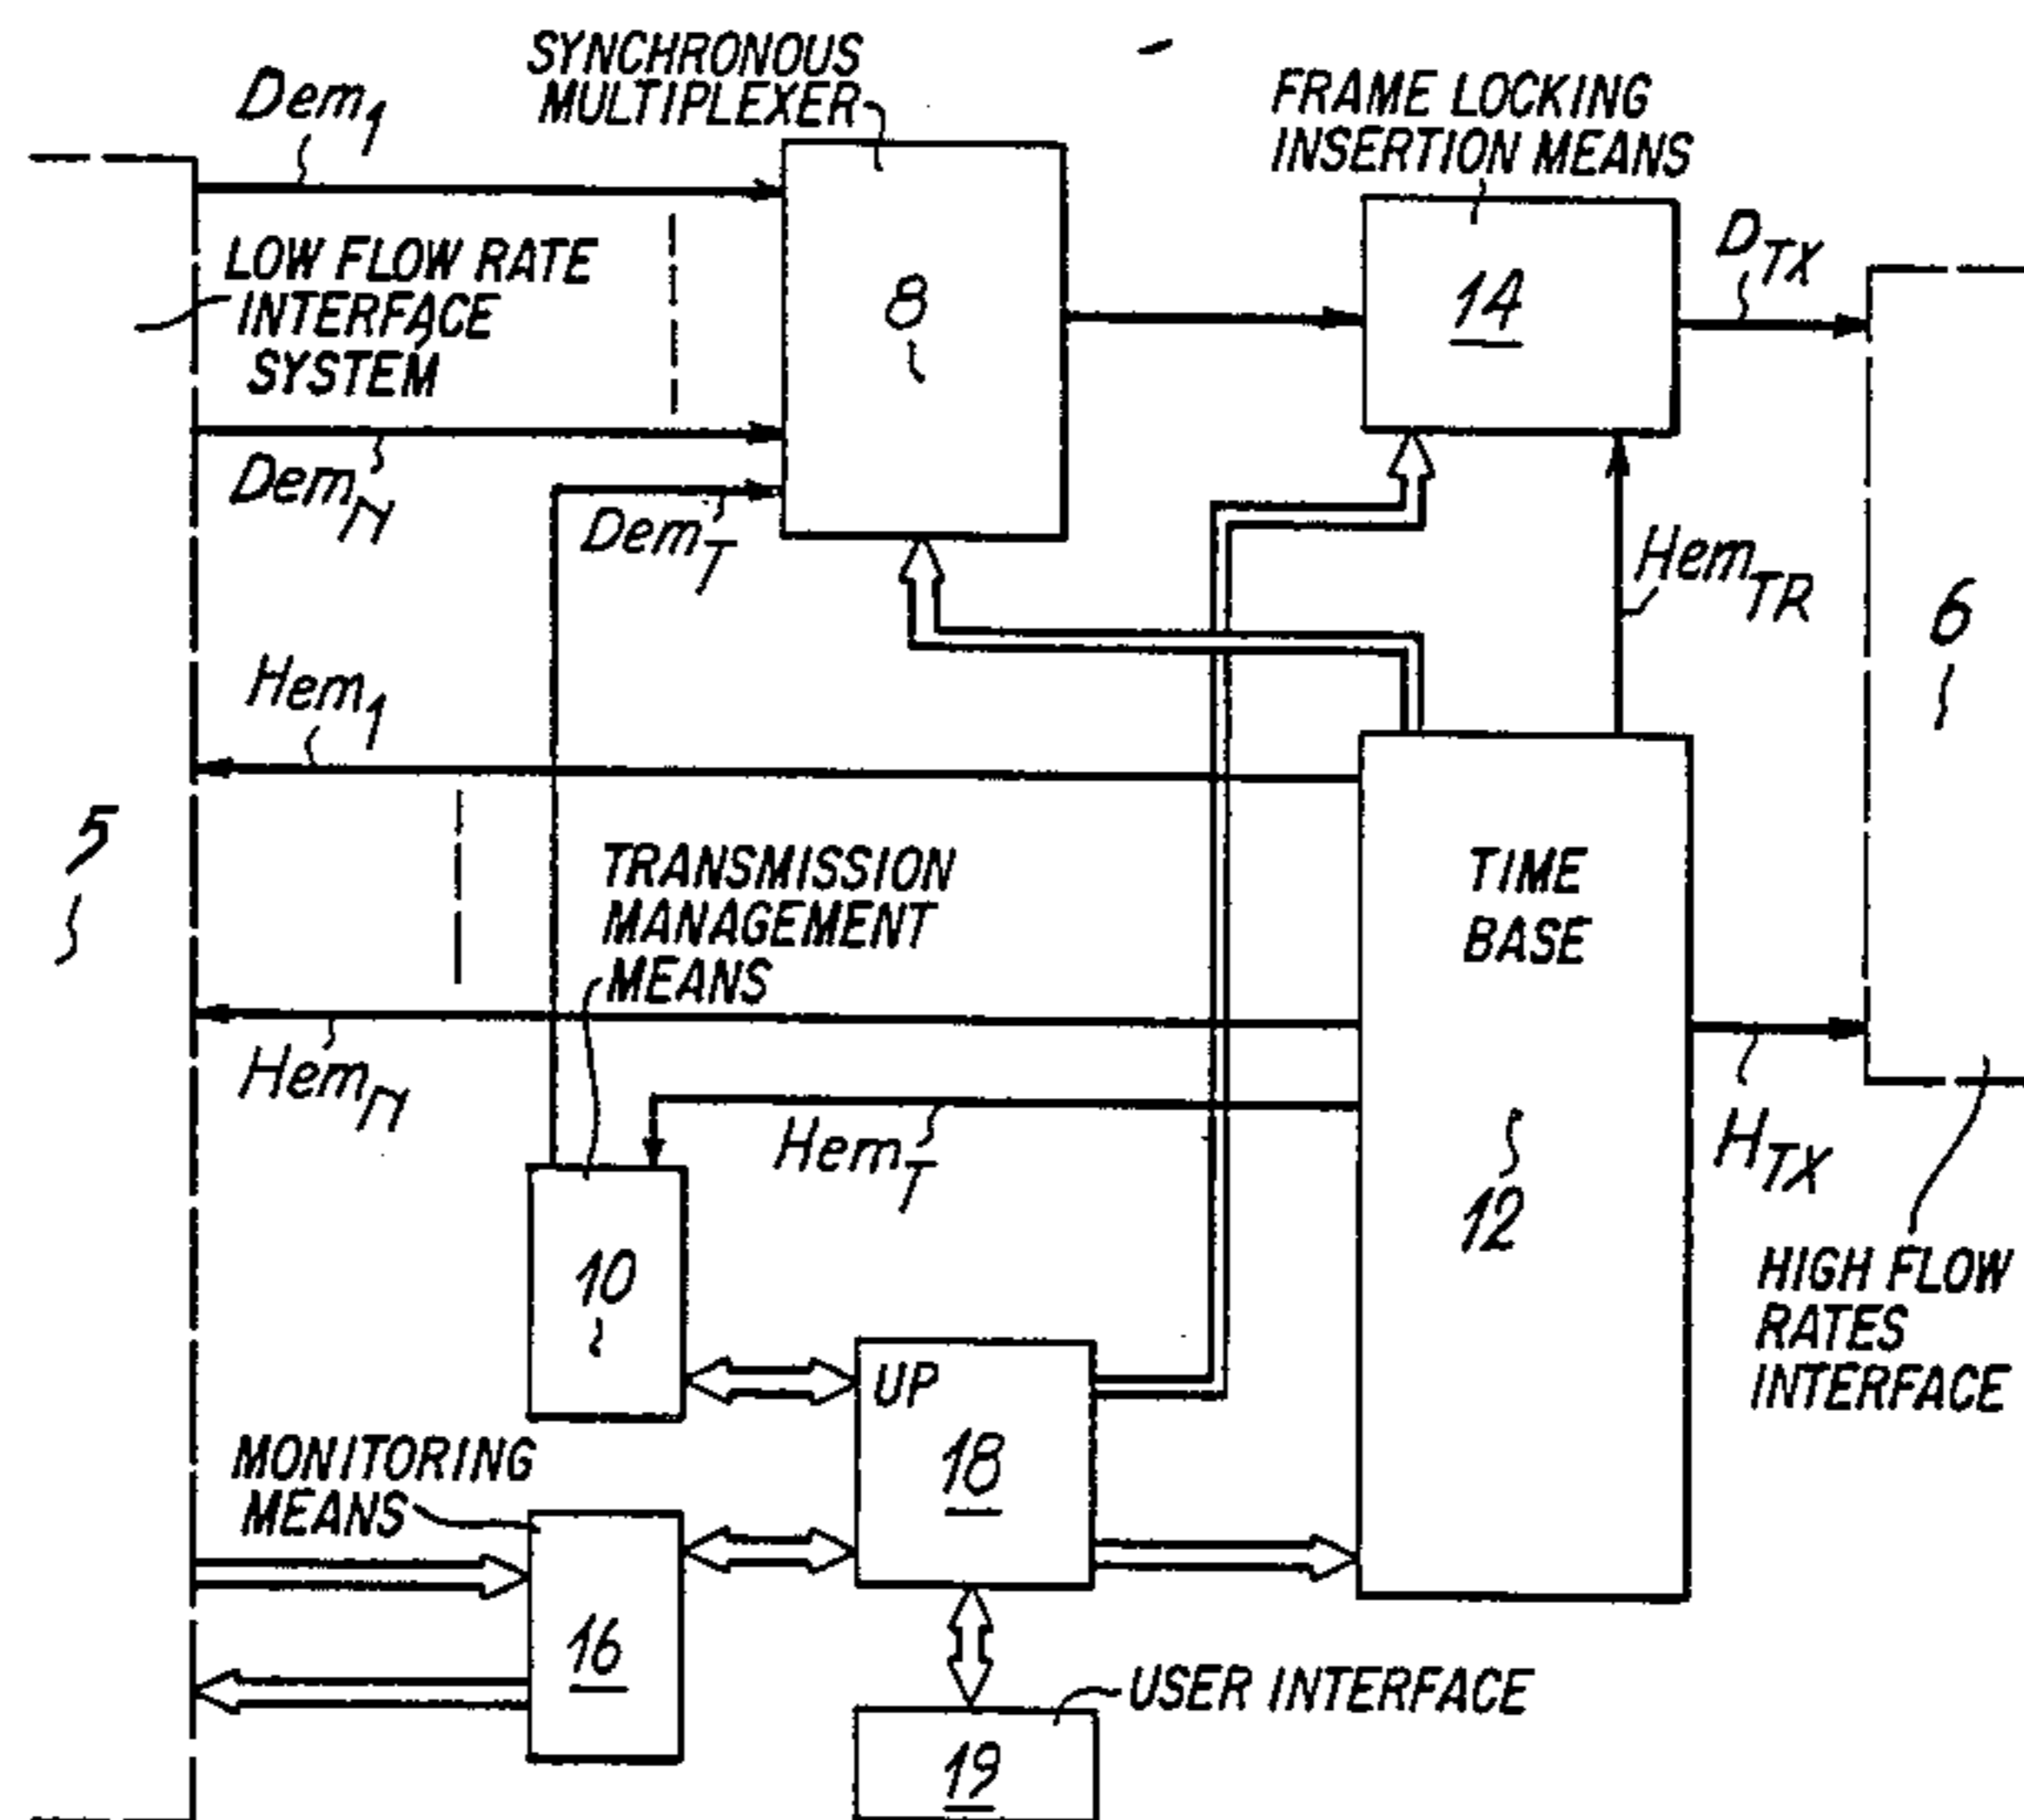 SYNCHRONOUS
MULTIPLEXER
FRAME LOCKING
INSERTION MEANS
Dem1
LOW FLOW RATE
INTERFACE
SYSTEM
8
14
DTX
Demn
DemT
HemTR
6
Hem1
5
TRANSMISSION
MANAGEMENT
MEANS
TIME
BASE
Hemn
HemT
12
HTX
10
HIGH FLOW
RATES
INTERFACE
UP
18
MONITORING
MEANS
16
USER INTERFACE
19